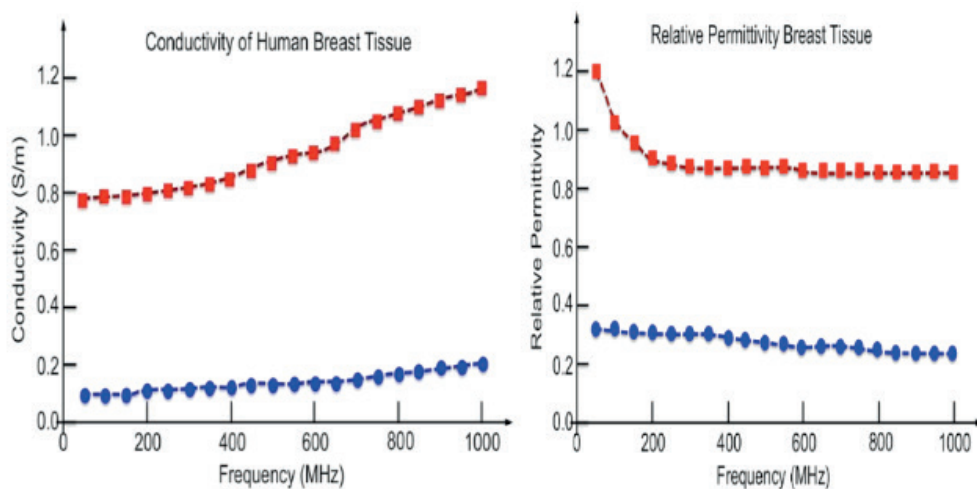 Conductivity of Human Breast Tissue
Conductivity (S/m)
1.2
1.0
0.8
0.6
0.4
0.2
0.0
0 200 400 600 800 1000
Frequency (MHz)
Relative Permittivity Breast Tissue
Relative Permittivity
1.2
1.0
0.8
0.6
0.4
0.2
0.0
0 200 400 600 800 1000
Frequency (MHz)